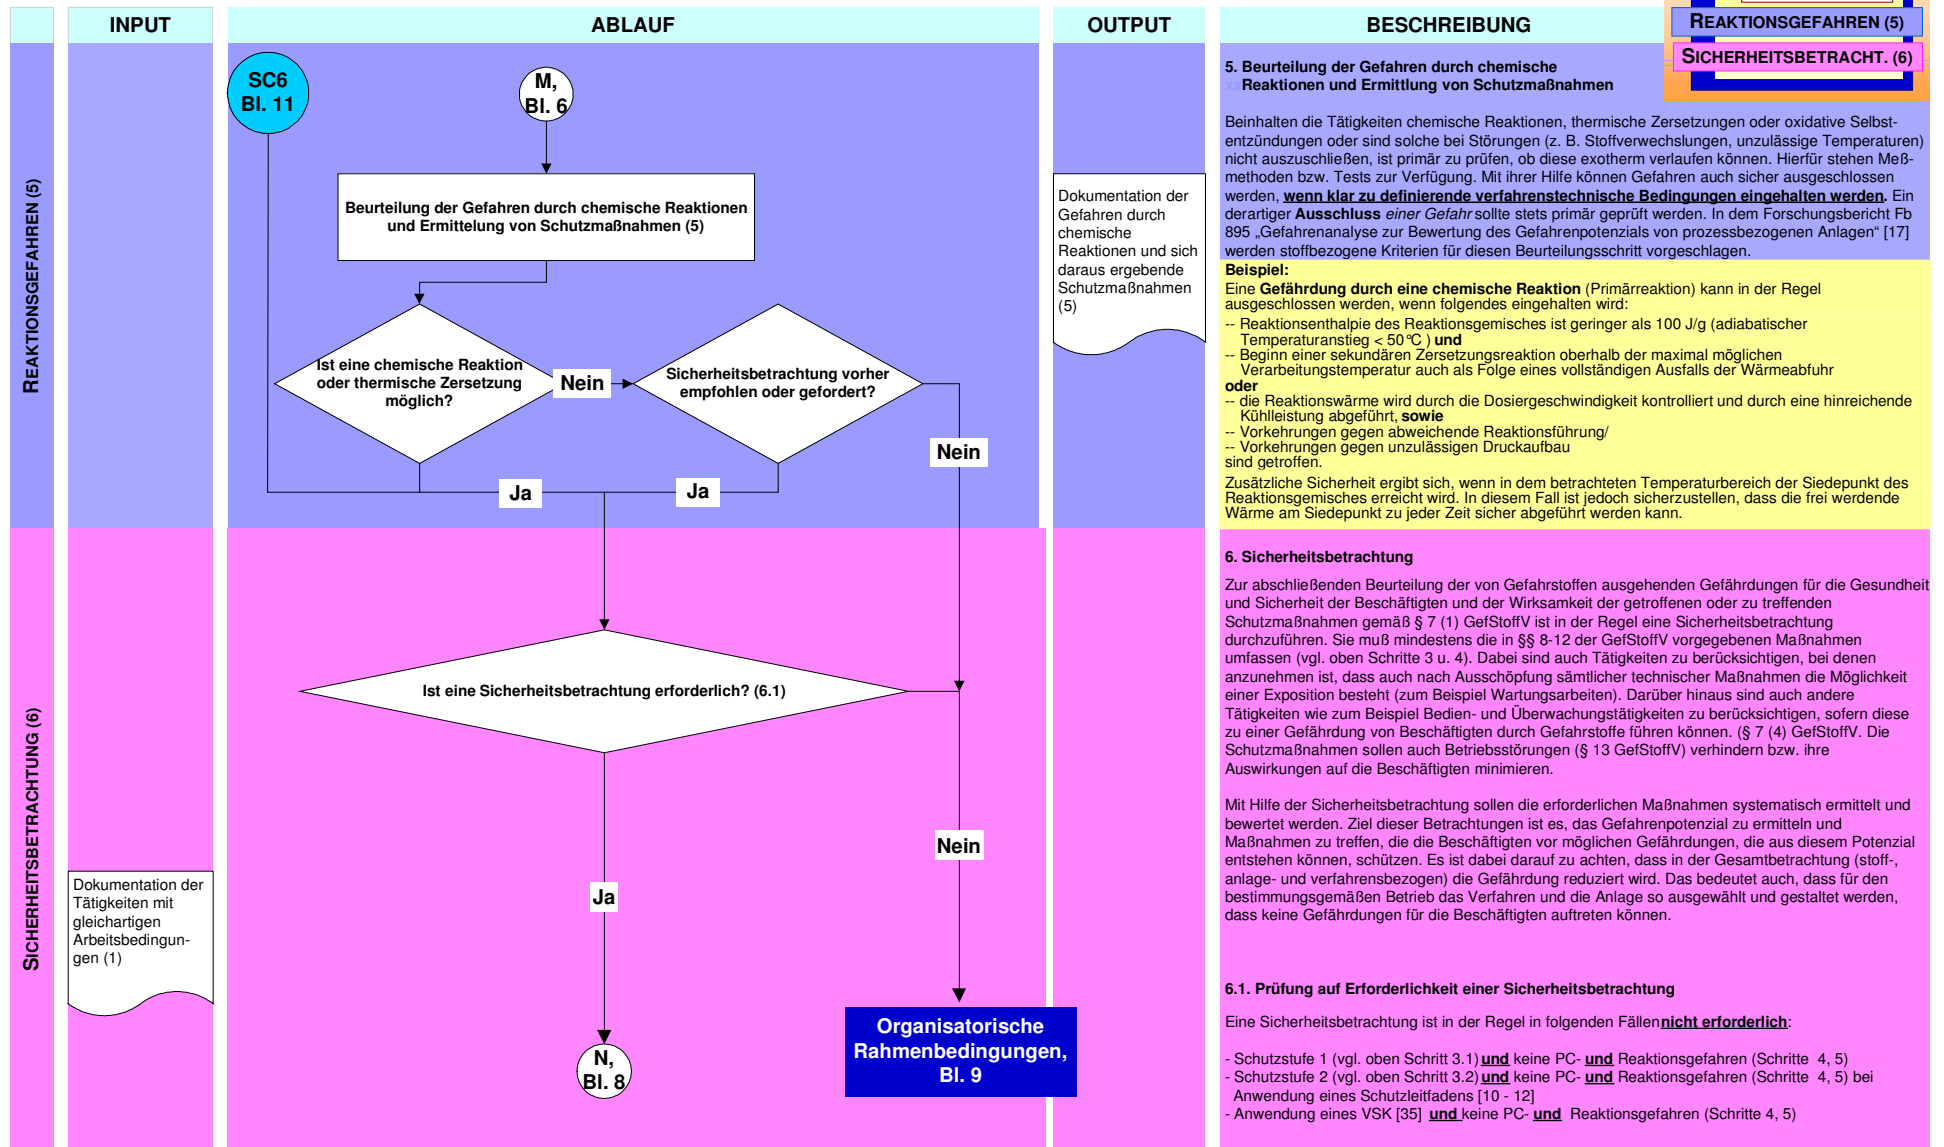 INPUT
ABLAUF
OUTPUT
BESCHREIBUNG
REAKTIONSGEFAHREN (5)
SICHERHEITSBETRACHT. (6)
REAKTIONSGEFAHREN (5)
SC6
Bl. 11
M,
Bl. 6
Beurteilung der Gefahren durch chemische Reaktionen
und Ermittelung von Schutzmaßnahmen (5)
Ist eine chemische Reaktion
oder thermische Zersetzung
möglich?
Nein
Sicherheitsbetrachtung vorher
empfohlen oder gefordert?
Nein
Ja
Ja
Dokumentation der
Gefahren durch
chemische
Reaktionen und sich
daraus ergebende
Schutzmaßnahmen
(5)
5. Beurteilung der Gefahren durch chemische
Reaktionen und Ermittlung von Schutzmaßnahmen
Beinhalten die Tätigkeiten chemische Reaktionen, thermische Zersetzungen oder oxidative Selbst-
entzündungen oder sind solche bei Störungen (z. B. Stoffverwechslungen, unzulässige Temperaturen)
nicht auszuschließen, ist primär zu prüfen, ob diese exotherm verlaufen können. Hierfür stehen Meß-
methoden bzw. Tests zur Verfügung. Mit ihrer Hilfe können Gefahren auch sicher ausgeschlossen
werden, wenn klar zu definierende verfahrenstechnische Bedingungen eingehalten werden. Ein
derartiger Ausschluss einer Gefahr sollte stets primär geprüft werden. In dem Forschungsbericht Fb
895 „Gefahrenanalyse zur Bewertung des Gefahrenpotenzials von prozessbezogenen Anlagen“ [17]
werden stoffbezogene Kriterien für diesen Beurteilungsschritt vorgeschlagen.
Beispiel:
Eine Gefährdung durch eine chemische Reaktion (Primärreaktion) kann in der Regel
ausgeschlossen werden, wenn folgendes eingehalten wird:
-- Reaktionsenthalpie des Reaktionsgemisches ist geringer als 100 J/g (adiabatischer
Temperaturanstieg < 50°C ) und
-- Beginn einer sekundären Zersetzungsreaktion oberhalb der maximal möglichen
Verarbeitungstemperatur auch als Folge eines vollständigen Ausfalls der Wärmeabfuhr
oder
-- die Reaktionswärme wird durch die Dosiergeschwindigkeit kontrolliert und durch eine hinreichende
Kühlleistung abgeführt, sowie
-- Vorkehrungen gegen abweichende Reaktionsführung/
-- Vorkehrungen gegen unzulässigen Druckaufbau
sind getroffen.
Zusätzliche Sicherheit ergibt sich, wenn in dem betrachteten Temperaturbereich der Siedepunkt des
Reaktionsgemisches erreicht wird. In diesem Fall ist jedoch sicherzustellen, dass die frei werdende
Wärme am Siedepunkt zu jeder Zeit sicher abgeführt werden kann.
SICHERHEITSBETRACHTUNG (6)
Dokumentation der
Tätigkeiten mit
gleichartigen
Arbeitsbedingun-
gen (1)
Ist eine Sicherheitsbetrachtung erforderlich? (6.1)
Nein
Ja
N,
Bl. 8
Organisatorische
Rahmenbedingungen,
Bl. 9
6. Sicherheitsbetrachtung
Zur abschließenden Beurteilung der von Gefahrstoffen ausgehenden Gefährdungen für die Gesundheit
und Sicherheit der Beschäftigten und der Wirksamkeit der getroffenen oder zu treffenden
Schutzmaßnahmen gemäß § 7 (1) GefStoffV ist in der Regel eine Sicherheitsbetrachtung
durchzuführen. Sie muß mindestens die in §§ 8-12 der GefStoffV vorgegebenen Maßnahmen
umfassen (vgl. oben Schritte 3 u. 4). Dabei sind auch Tätigkeiten zu berücksichtigen, bei denen
anzunehmen ist, dass auch nach Ausschöpfung sämtlicher technischer Maßnahmen die Möglichkeit
einer Exposition besteht (zum Beispiel Wartungsarbeiten). Darüber hinaus sind auch andere
Tätigkeiten wie zum Beispiel Bedien- und Überwachungstätigkeiten zu berücksichtigen, sofern diese
zu einer Gefährdung von Beschäftigten durch Gefahrstoffe führen können. (§ 7 (4) GefStoffV. Die
Schutzmaßnahmen sollen auch Betriebsstörungen (§ 13 GefStoffV) verhindern bzw. ihre
Auswirkungen auf die Beschäftigten minimieren.
Mit Hilfe der Sicherheitsbetrachtung sollen die erforderlichen Maßnahmen systematisch ermittelt und
bewertet werden. Ziel dieser Betrachtungen ist es, das Gefahrenpotenzial zu ermitteln und
Maßnahmen zu treffen, die die Beschäftigten vor möglichen Gefährdungen, die aus diesem Potenzial
entstehen können, schützen. Es ist dabei darauf zu achten, dass in der Gesamtbetrachtung (stoff-,
anlage- und verfahrensbezogen) die Gefährdung reduziert wird. Das bedeutet auch, dass für den
bestimmungsgemäßen Betrieb das Verfahren und die Anlage so ausgewählt und gestaltet werden,
dass keine Gefährdungen für die Beschäftigten auftreten können.
6.1. Prüfung auf Erforderlichkeit einer Sicherheitsbetrachtung
Eine Sicherheitsbetrachtung ist in der Regel in folgenden Fällen nicht erforderlich:
- Schutzstufe 1 (vgl. oben Schritt 3.1) und keine PC- und Reaktionsgefahren (Schritte 4, 5)
- Schutzstufe 2 (vgl. oben Schritt 3.2) und keine PC- und Reaktionsgefahren (Schritte 4, 5) bei
Anwendung eines Schutzleitfadens [10 - 12]
- Anwendung eines VSK [35] und keine PC- und Reaktionsgefahren (Schritte 4, 5)